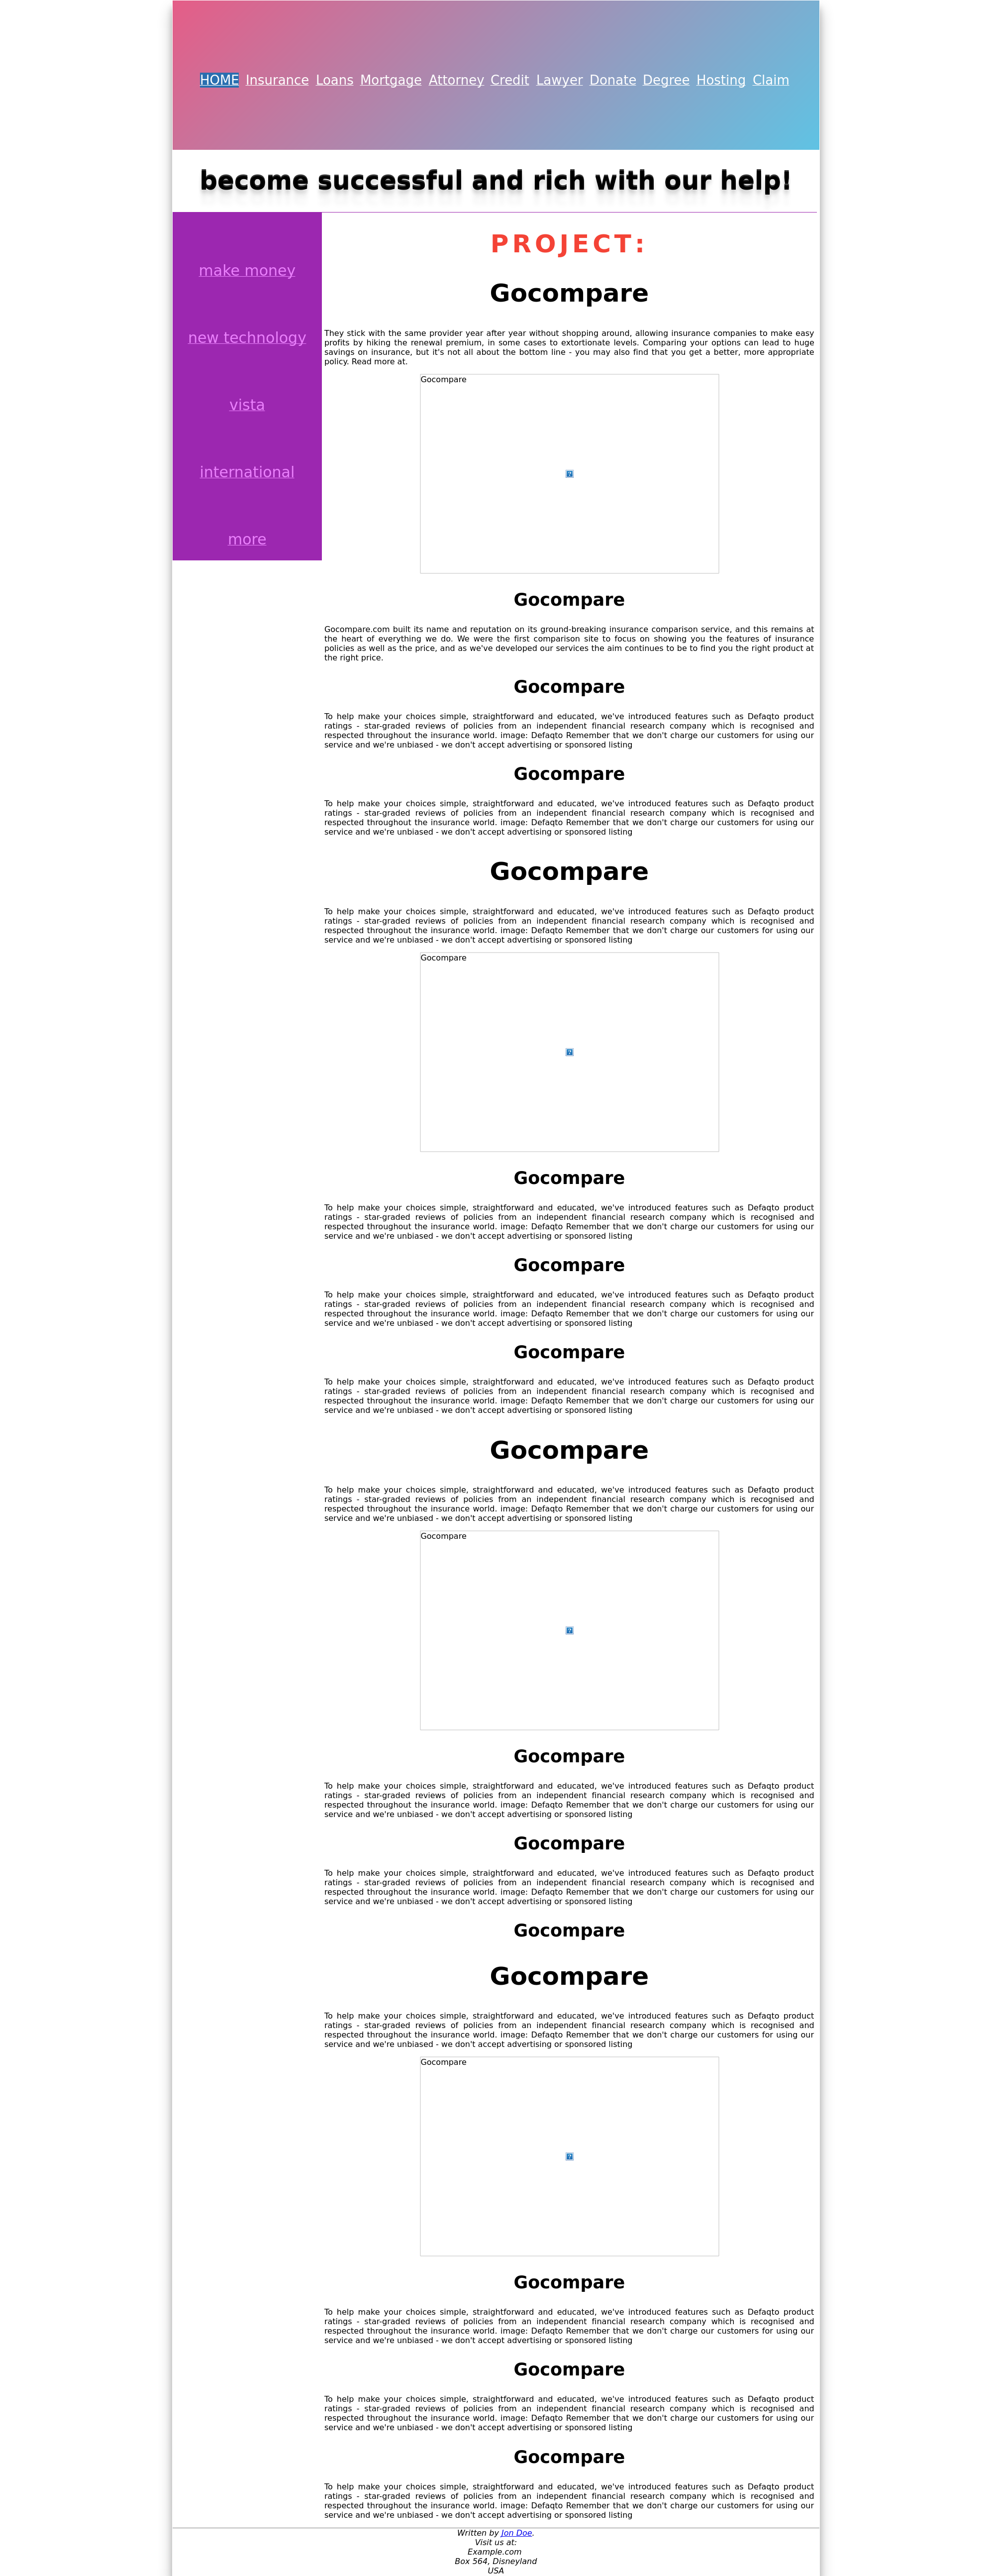 HOME Insurance Loans Mortgage Attorney Credit Lawyer Donate Degree Hosting Claim
become successful and rich with our help!
make money
new technology
vista
international
more
PROJECT:
Gocompare
They stick with the same provider year after year without shopping around, allowing insurance companies to make easy
profits by hiking the renewal premium, in some cases to extortionate levels. Comparing your options can lead to huge
savings on insurance, but it's not all about the bottom line - you may also find that you get a better, more appropriate
policy. Read more at.
Gocompare
Gocompare
Gocompare.com built its name and reputation on its ground-breaking insurance comparison service, and this remains at
the heart of everything we do. We were the first comparison site to focus on showing you the features of insurance
policies as well as the price, and as we've developed our services the aim continues to be to find you the right product at
the right price.
Gocompare
To help make your choices simple, straightforward and educated, we've introduced features such as Defaqto product
ratings - star-graded reviews of policies from an independent financial research company which is recognised and
respected throughout the insurance world. image: Defaqto Remember that we don't charge our customers for using our
service and we're unbiased - we don't accept advertising or sponsored listing
Gocompare
To help make your choices simple, straightforward and educated, we've introduced features such as Defaqto product
ratings - star-graded reviews of policies from an independent financial research company which is recognised and
respected throughout the insurance world. image: Defaqto Remember that we don't charge our customers for using our
service and we're unbiased - we don't accept advertising or sponsored listing
Gocompare
To help make your choices simple, straightforward and educated, we've introduced features such as Defaqto product
ratings - star-graded reviews of policies from an independent financial research company which is recognised and
respected throughout the insurance world. image: Defaqto Remember that we don't charge our customers for using our
service and we're unbiased - we don't accept advertising or sponsored listing
Gocompare
Gocompare
To help make your choices simple, straightforward and educated, we've introduced features such as Defaqto product
ratings - star-graded reviews of policies from an independent financial research company which is recognised and
respected throughout the insurance world. image: Defaqto Remember that we don't charge our customers for using our
service and we're unbiased - we don't accept advertising or sponsored listing
Gocompare
To help make your choices simple, straightforward and educated, we've introduced features such as Defaqto product
ratings - star-graded reviews of policies from an independent financial research company which is recognised and
respected throughout the insurance world. image: Defaqto Remember that we don't charge our customers for using our
service and we're unbiased - we don't accept advertising or sponsored listing
Gocompare
To help make your choices simple, straightforward and educated, we've introduced features such as Defaqto product
ratings - star-graded reviews of policies from an independent financial research company which is recognised and
respected throughout the insurance world. image: Defaqto Remember that we don't charge our customers for using our
service and we're unbiased - we don't accept advertising or sponsored listing
Gocompare
To help make your choices simple, straightforward and educated, we've introduced features such as Defaqto product
ratings - star-graded reviews of policies from an independent financial research company which is recognised and
respected throughout the insurance world. image: Defaqto Remember that we don't charge our customers for using our
service and we're unbiased - we don't accept advertising or sponsored listing
Gocompare
Gocompare
To help make your choices simple, straightforward and educated, we've introduced features such as Defaqto product
ratings - star-graded reviews of policies from an independent financial research company which is recognised and
respected throughout the insurance world. image: Defaqto Remember that we don't charge our customers for using our
service and we're unbiased - we don't accept advertising or sponsored listing
Gocompare
To help make your choices simple, straightforward and educated, we've introduced features such as Defaqto product
ratings - star-graded reviews of policies from an independent financial research company which is recognised and
respected throughout the insurance world. image: Defaqto Remember that we don't charge our customers for using our
service and we're unbiased - we don't accept advertising or sponsored listing
Gocompare
Gocompare
To help make your choices simple, straightforward and educated, we've introduced features such as Defaqto product
ratings - star-graded reviews of policies from an independent financial research company which is recognised and
respected throughout the insurance world. image: Defaqto Remember that we don't charge our customers for using our
service and we're unbiased - we don't accept advertising or sponsored listing
Gocompare
Gocompare
To help make your choices simple, straightforward and educated, we've introduced features such as Defaqto product
ratings - star-graded reviews of policies from an independent financial research company which is recognised and
respected throughout the insurance world. image: Defaqto Remember that we don't charge our customers for using our
service and we're unbiased - we don't accept advertising or sponsored listing
Gocompare
To help make your choices simple, straightforward and educated, we've introduced features such as Defaqto product
ratings - star-graded reviews of policies from an independent financial research company which is recognised and
respected throughout the insurance world. image: Defaqto Remember that we don't charge our customers for using our
service and we're unbiased - we don't accept advertising or sponsored listing
Gocompare
To help make your choices simple, straightforward and educated, we've introduced features such as Defaqto product
ratings - star-graded reviews of policies from an independent financial research company which is recognised and
respected throughout the insurance world. image: Defaqto Remember that we don't charge our customers for using our
service and we're unbiased - we don't accept advertising or sponsored listing
Written by Jon Doe.
Visit us at:
Example.com
Box 564, Disneyland
USA